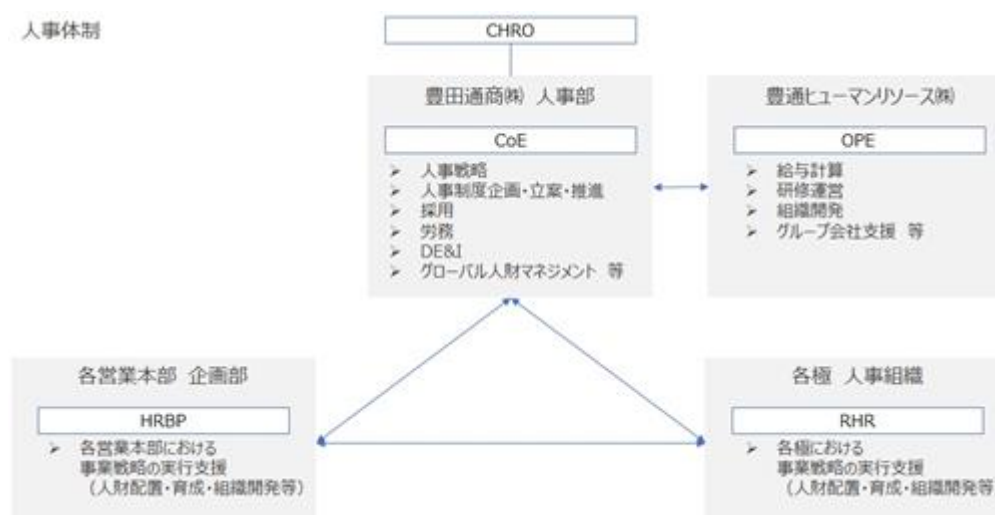 人事体制
CHRO
豊田通商㈱ 人事部
CoE
➢ 人事戦略
➢ 人事制度企画・立案・推進
➢ 採用
➢ 労務
➢ DE&I
➢ グローバル人財マネジメント 等
豊通ヒューマンリソース㈱
OPE
➢ 給与計算
➢ 研修運営
➢ 組織開発
➢ グループ会社支援 等
各営業本部 企画部
HRBP
➢ 各営業本部における
事業戦略の実行支援
（人財配置・育成・組織開発等）
各極 人事組織
RHR
➢ 各極における
事業戦略の実行支援
（人財配置・育成・組織開発等